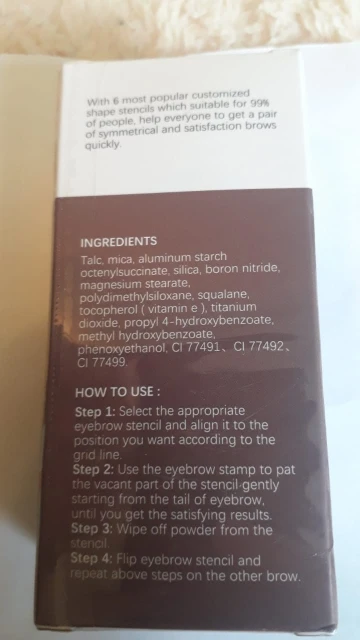 With 6 most popular customized
shape stencils which suitable for 99%
of people, help everyone to get a pair
of symmetrical and satisfaction brows
quickly.
INGREDIENTS
Talc, mica, aluminum starch
octenylsuccinate, silica, boron nitride,
magnesium stearate,
polydimethylsiloxane, squalane,
tocopherol ( vitamin e ), titanium
dioxide, propyl 4-hydroxybenzoate,
methyl hydroxybenzoate,
phenoxyethanol, CI 77491、CI 77492、
CI 77499.
HOW TO USE :
Step 1: Select the appropriate
eyebrow stencil and align it to the
position you want according to the
grid line.
Step 2: Use the eyebrow stamp to pat
the vacant part of the stencil gently
starting from the tail of eyebrow,
until you get the satisfying results.
Step 3: Wipe off powder from the
stencil.
Step 4: Flip eyebrow stencil and
repeat above steps on the other brow.